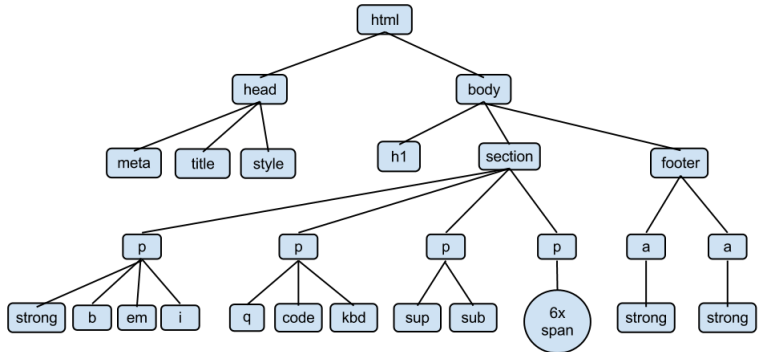 html
head
body
meta
title
style
h1
section
footer
p
p
p
p
a
a
strong
b
em
i
q
code
kbd
sup
sub
6x
span
strong
strong